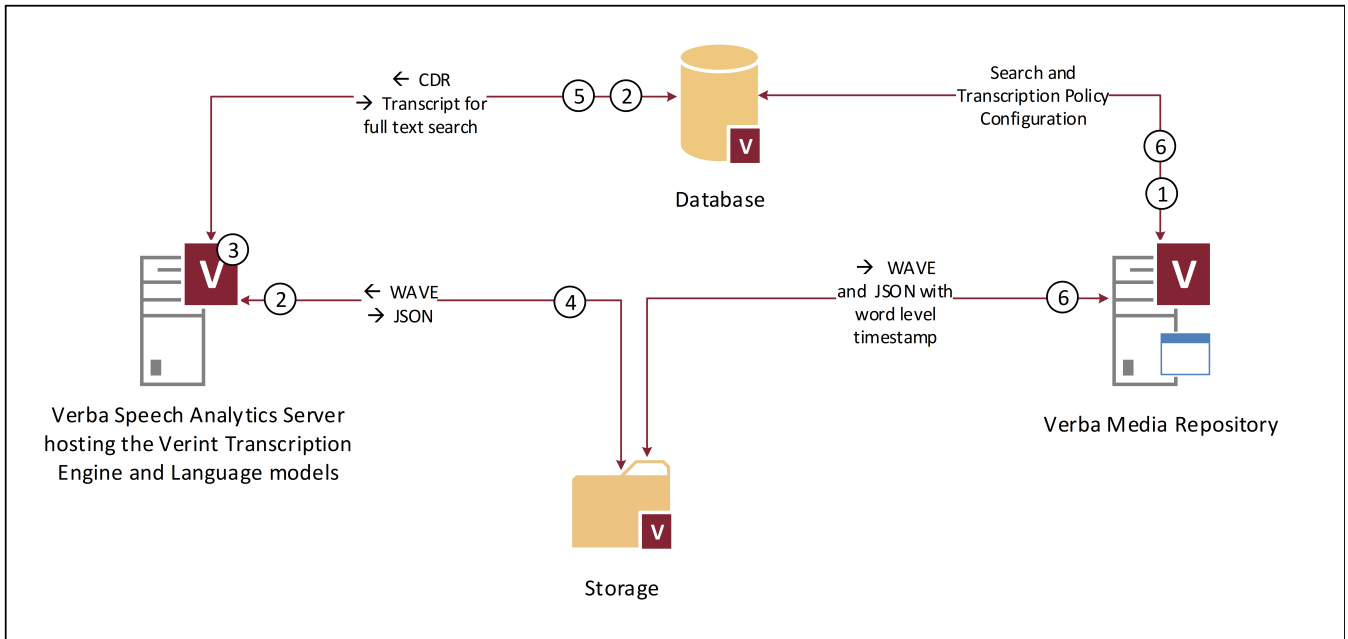 ← CDR
→ Transcript for
full text search
5
2
V
Database
Search and
Transcription Policy
Configuration
6
1
V
3
2
← WAVE
→ JSON
4
→ WAVE
and JSON with
word level
timestamp
6
V
Verba Speech Analytics Server
hosting the Verint Transcription
Engine and Language models
V
Storage
Verba Media Repository